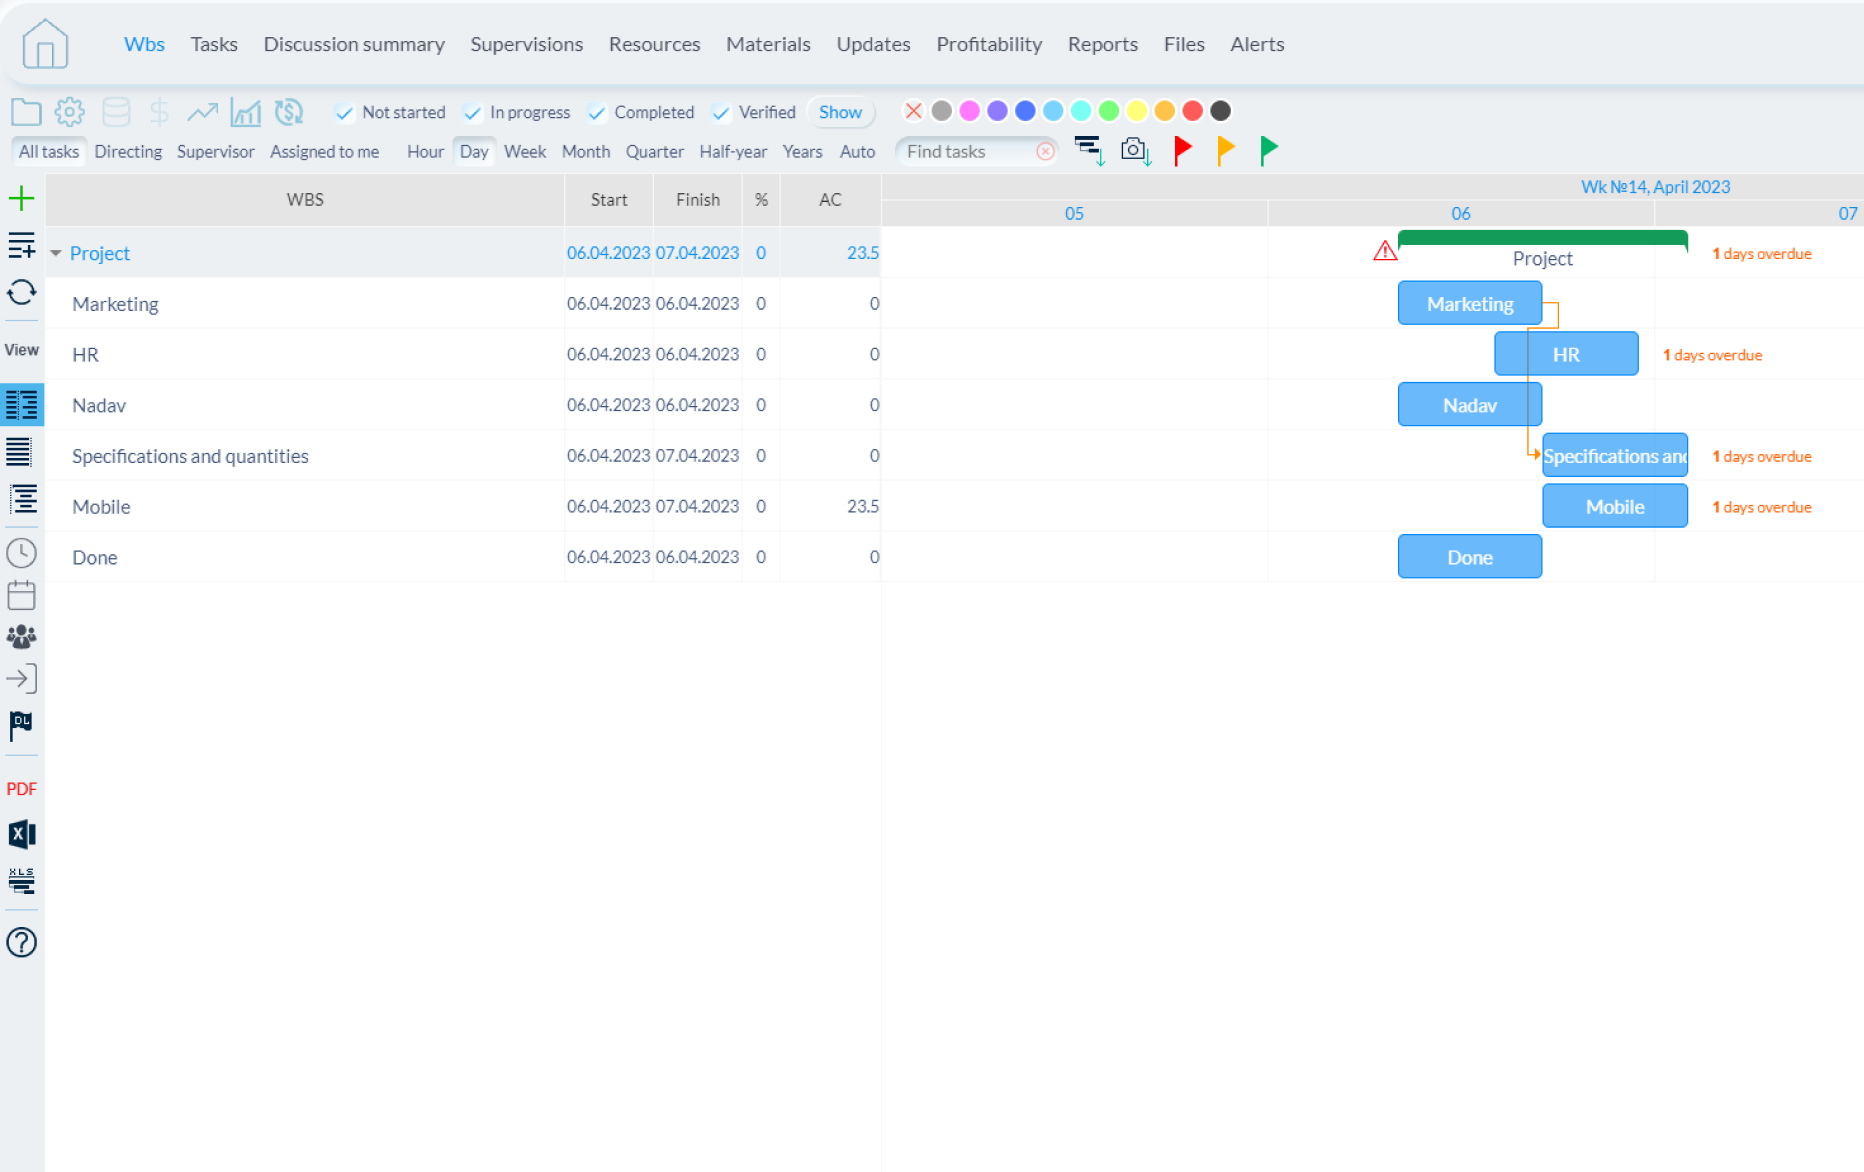 Wbs Tasks Discussion summary Supervisions Resources Materials Updates Profitability Reports Files Alerts
Not started In progress Completed Verified Show
All tasks Directing Supervisor Assigned to me Hour Day Week Month Quarter Half-year Years Auto Find tasks
WBS Start Finish % AC Wk №14, April 2023
05 06 07
Project 06.04.2023 07.04.2023 0 23.5 Project 1 days overdue
Marketing 06.04.2023 06.04.2023 0 0 Marketing
View
HR 06.04.2023 06.04.2023 0 0 HR 1 days overdue
Nadav 06.04.2023 06.04.2023 0 0 Nadav
Specifications and quantities 06.04.2023 07.04.2023 0 0 Specifications and 1 days overdue
Mobile 06.04.2023 07.04.2023 0 23.5 Mobile 1 days overdue
Done 06.04.2023 06.04.2023 0 0 Done
DL
PDF
X
XLS